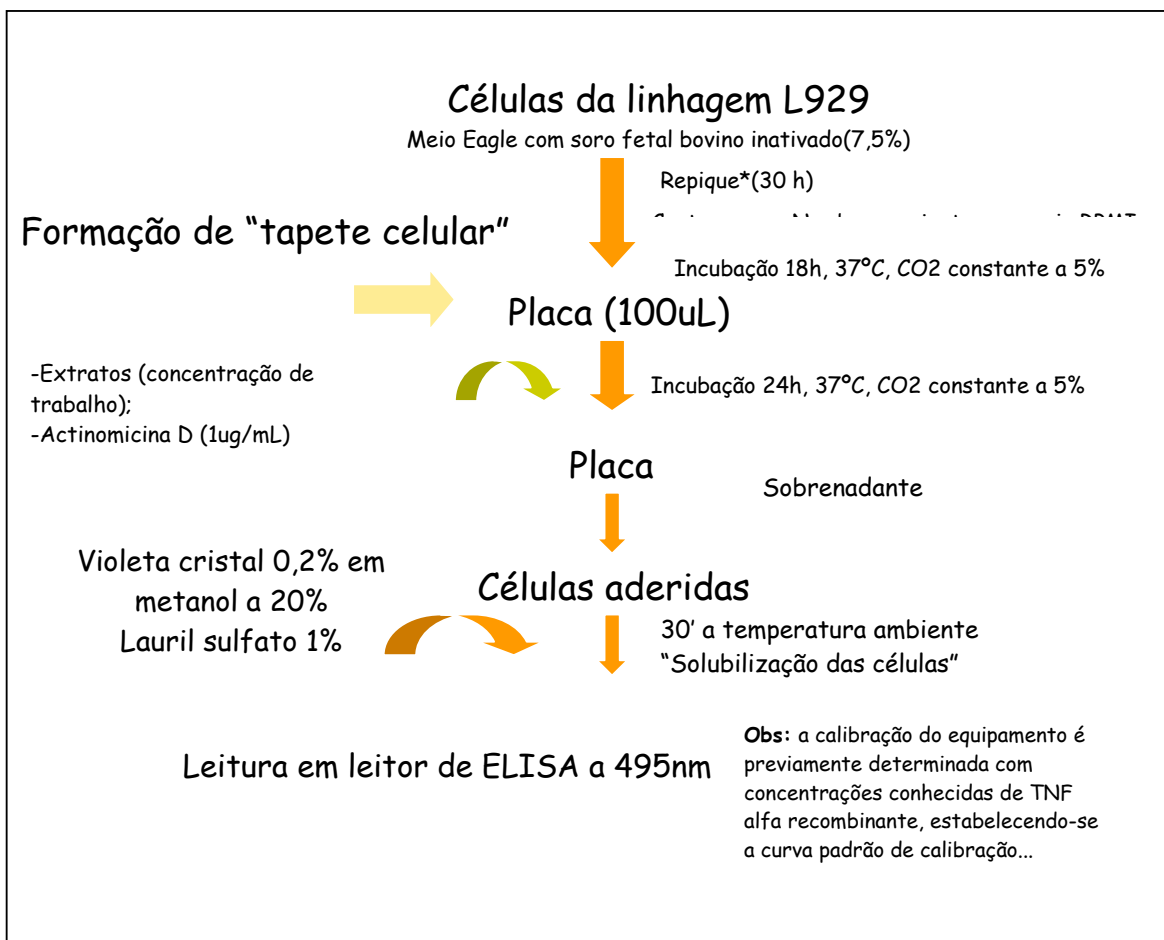 Células da linhagem L929
Meio Eagle com soro fetal bovino inativado(7,5%)
Repique*(30 h)
Formação de “tapete celular”
Incubação 18h, 37ºC, CO2 constante a 5%
Placa (100uL)
-Extratos (concentração de
trabalho);
-Actinomicina D (1ug/mL)
Incubação 24h, 37ºC, CO2 constante a 5%
Placa
Sobrenadante
Violeta cristal 0,2% em
metanol a 20%
Lauril sulfato 1%
Células aderidas
30’ a temperatura ambiente
“Solubilização das células”
Leitura em leitor de ELISA a 495nm
Obs: a calibração do equipamento é
previamente determinada com
concentrações conhecidas de TNF
alfa recombinante, estabelecendo-se
a curva padrão de calibração...